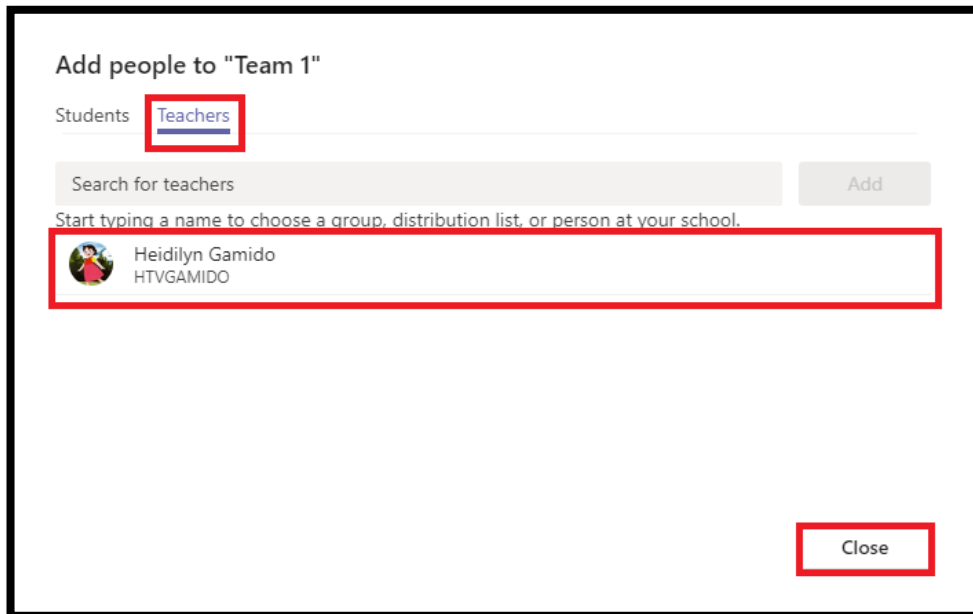 Add people to "Team 1"
Students Teachers
Search for teachers Add
Start typing a name to choose a group, distribution list, or person at your school.
Heidilyn Gamido
HTVGAMIDO
Close